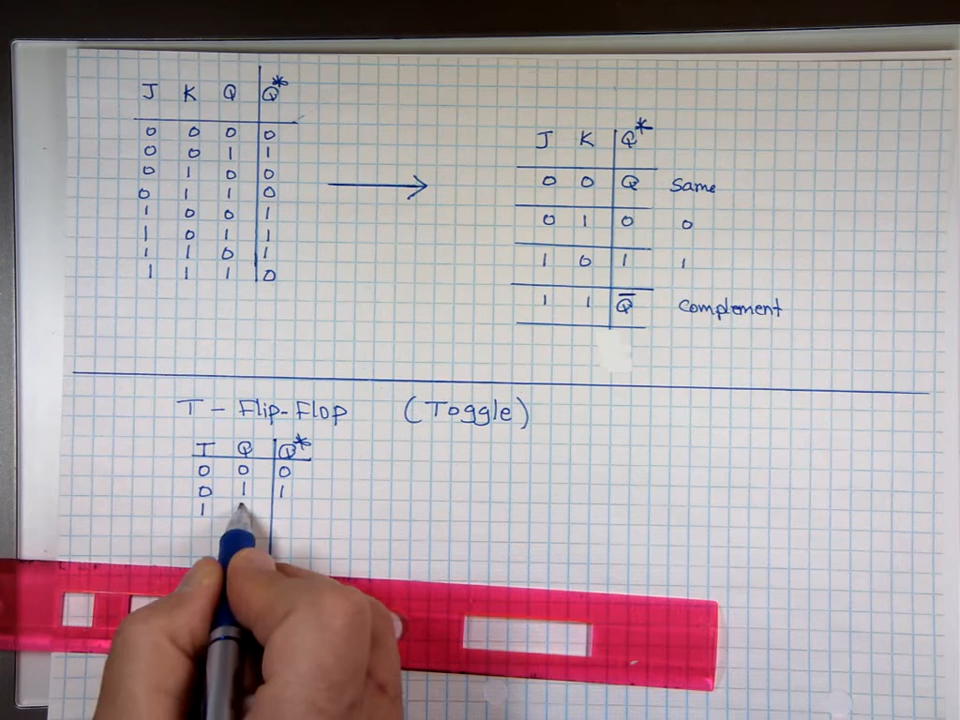 J K Q Q*
0 0 0 0
0 0 1 1
0 1 0 0
0 1 1 0
1 0 0 1
1 0 1 1
1 1 0 1
1 1 1 0
J K Q*
0 0 Q Same
0 1 0 0
1 0 1 1
1 1 Q̅ Complement
T - Flip-Flop (Toggle)
T Q Q*
0 0 0
0 1 1
1